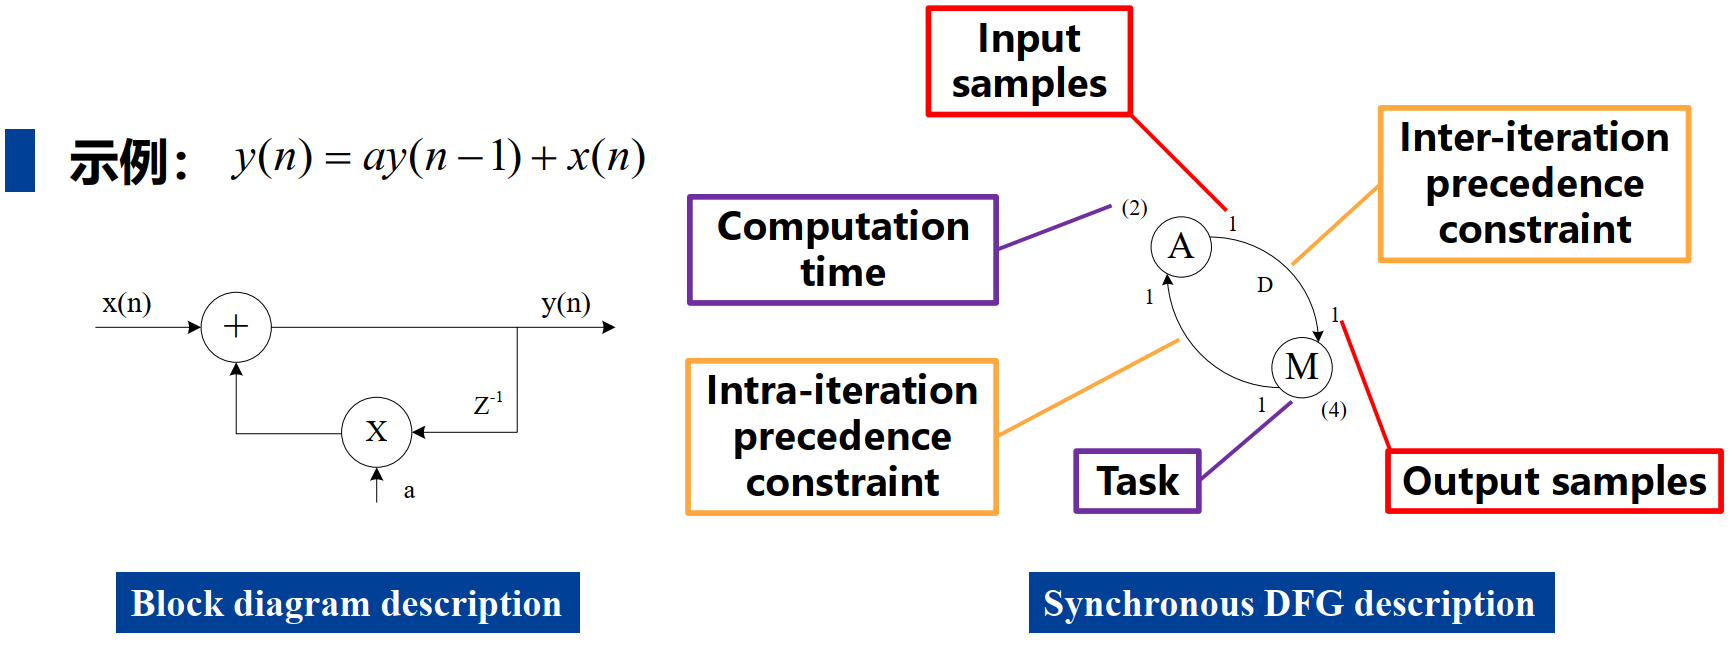 示例： y(n) = ay(n − 1) + x(n)
x(n)
+
y(n)
Z⁻¹
X
a
Block diagram description
Input
samples
Inter-iteration
precedence
constraint
Computation
time
(2)
A
1
D
1
1
M
1
(4)
Intra-iteration
precedence
constraint
Task
Output samples
Synchronous DFG description